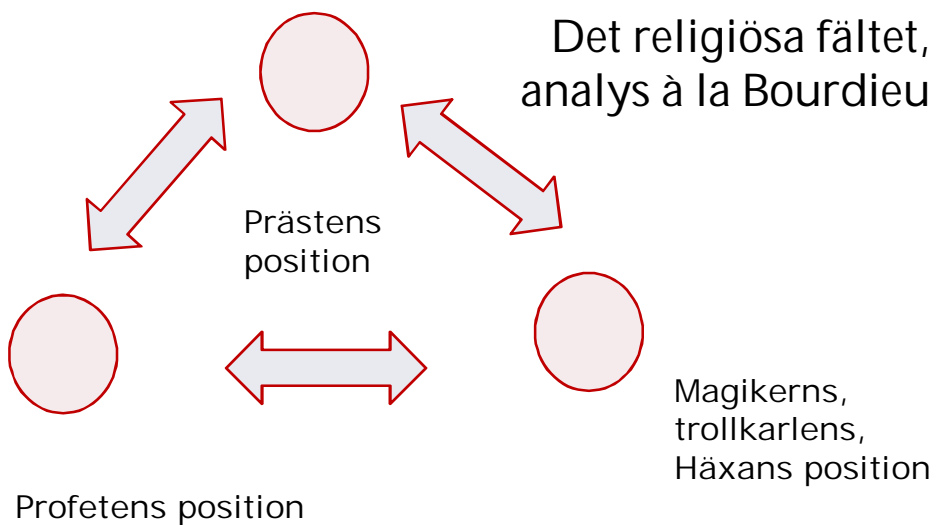 Det religiösa fältet,
analys à la Bourdieu
Prästens
position
Magikerns,
trollkarlens,
Häxans position
Profetens position